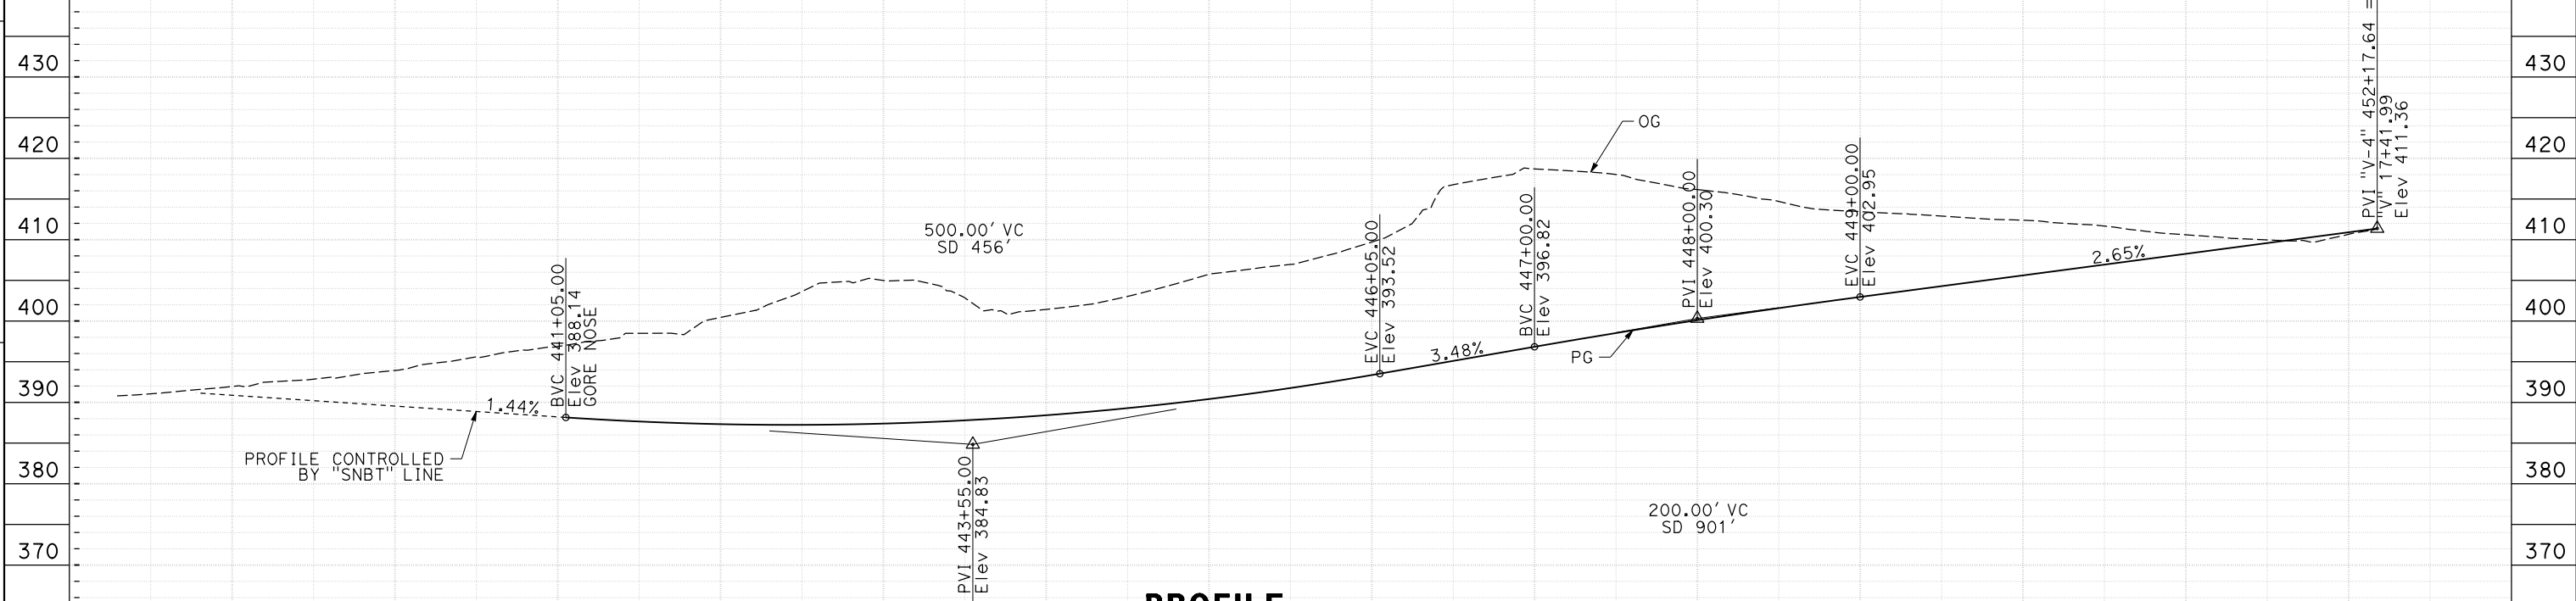 430
420
410
400
390
380
370
PROFILE CONTROLLED
BY "SNBT" LINE
1.44%
BVC 441+05.00
Elev 388.14
GORE NOSE
500.00' VC
SD 456'
PVI 443+55.00
Elev 384.83
EVC 446+05.00
Elev 393.52
3.48%
BVC 447+00.00
Elev 396.82
PG
OG
PVI 448+00.00
Elev 400.30
200.00' VC
SD 901'
EVC 449+00.00
Elev 402.95
2.65%
PVI "V-4" 452+17.64 =
"V" 17+41.99
Elev 411.36
430
420
410
400
390
380
370
PROFILE